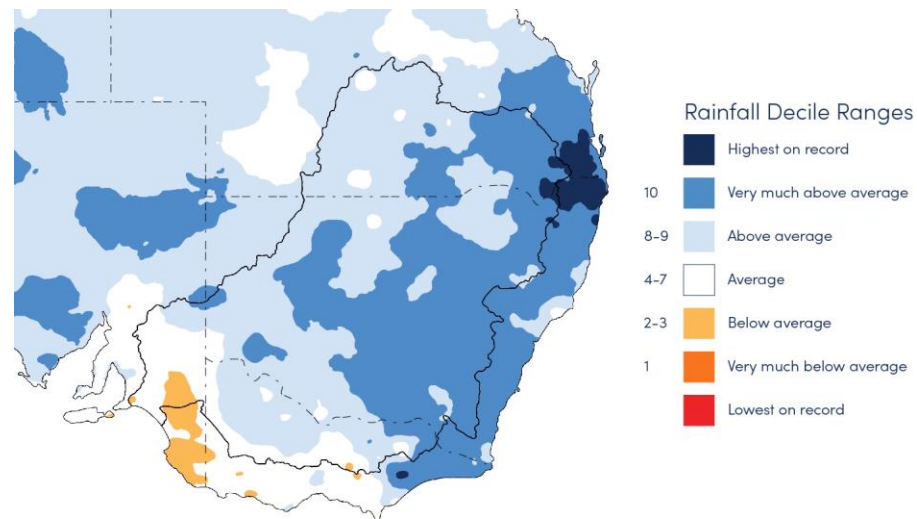 Rainfall Decile Ranges
Highest on record
10 Very much above average
8-9 Above average
4-7 Average
2-3 Below average
1 Very much below average
Lowest on record